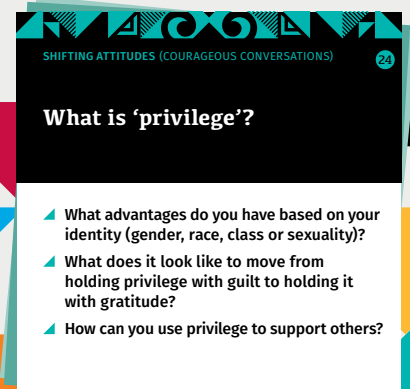 SHIFTING ATTITUDES (COURAGEOUS CONVERSATIONS)
24
What is ‘privilege’?
What advantages do you have based on your
identity (gender, race, class or sexuality)?
What does it look like to move from
holding privilege with guilt to holding it
with gratitude?
How can you use privilege to support others?